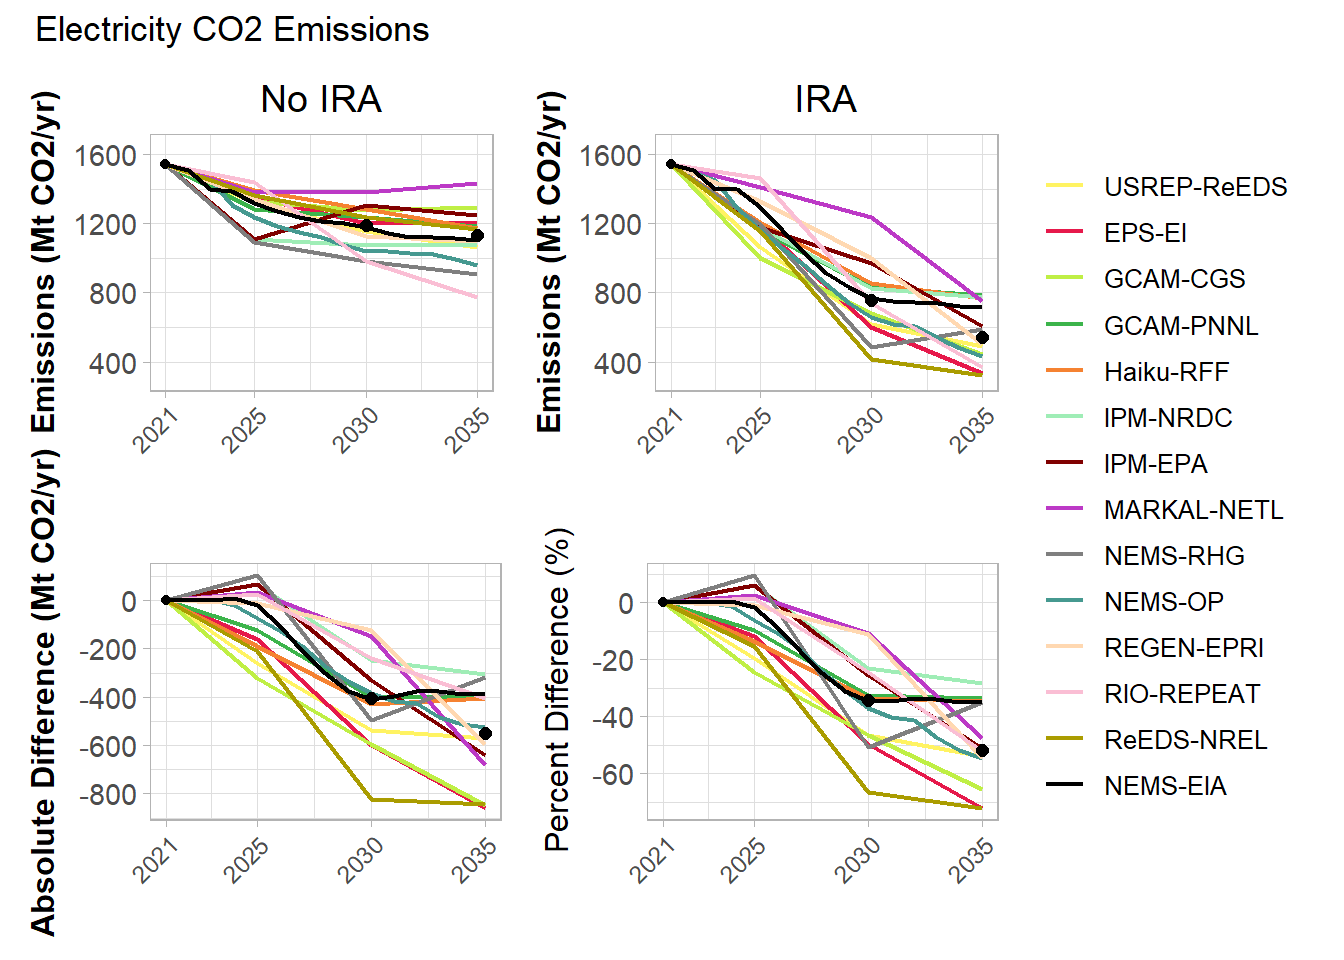 Electricity CO2 Emissions
No IRA
IRA
Emissions (Mt CO2/yr)
1600
1200
800
400
2021
2025
2030
2035
Emissions (Mt CO2/yr)
1600
1200
800
400
2021
2025
2030
2035
Absolute Difference (Mt CO2/yr)
0
-200
-400
-600
-800
2021
2025
2030
2035
Percent Difference (%)
0
-20
-40
-60
2021
2025
2030
2035
USREP-ReEDS
EPS-EI
GCAM-CGS
GCAM-PNNL
Haiku-RFF
IPM-NRDC
IPM-EPA
MARKAL-NETL
NEMS-RHG
NEMS-OP
REGEN-EPRI
RIO-REPEAT
ReEDS-NREL
NEMS-EIA